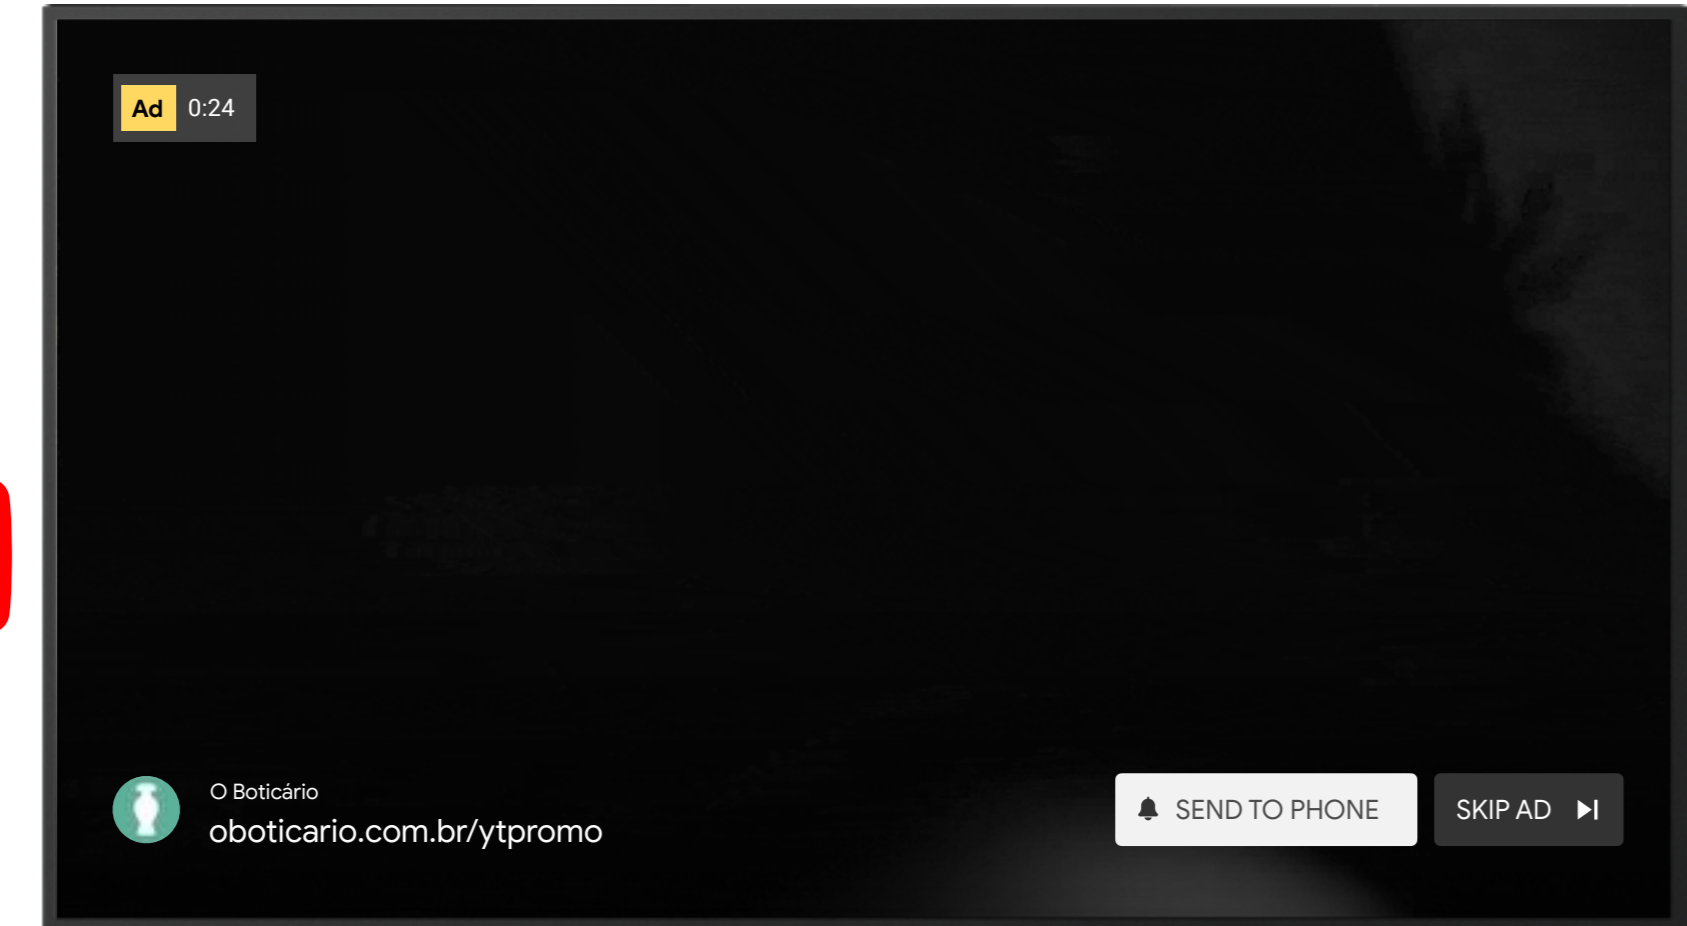 Ad 0:24
O Boticário
oboticario.com.br/ytpromo
SEND TO PHONE
SKIP AD